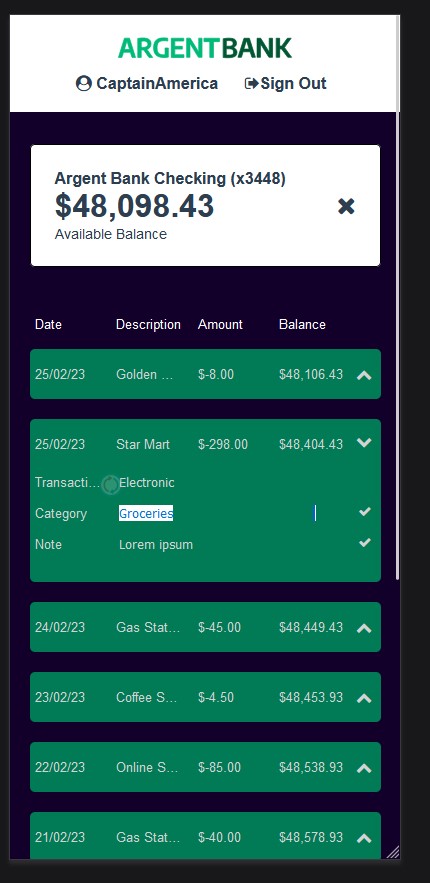 ARGENTBANK
CaptainAmerica Sign Out
Argent Bank Checking (x3448)
$48,098.43
Available Balance
Date Description Amount Balance
25/02/23 Golden ... $-8.00 $48,106.43
25/02/23 Star Mart $-298.00 $48,404.43
Transacti... Electronic
Category Groceries
Note Lorem ipsum
24/02/23 Gas Stat... $-45.00 $48,449.43
23/02/23 Coffee S... $-4.50 $48,453.93
22/02/23 Online S... $-85.00 $48,538.93
21/02/23 Gas Stat... $-40.00 $48,578.93